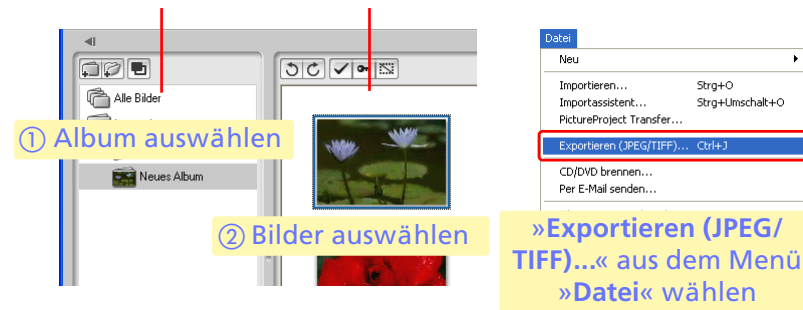 Alle Bilder
① Album auswählen
Neues Album
② Bilder auswählen
Datei
Neu
Importieren... Strg+O
Importassistent... Strg+Umschalt+O
PictureProject Transfer...
Exportieren (JPEG/TIFF)... Ctrl+J
CD/DVD brennen...
Per E-Mail senden...
»Exportieren (JPEG/
TIFF)...« aus dem Menü
»Datei« wählen